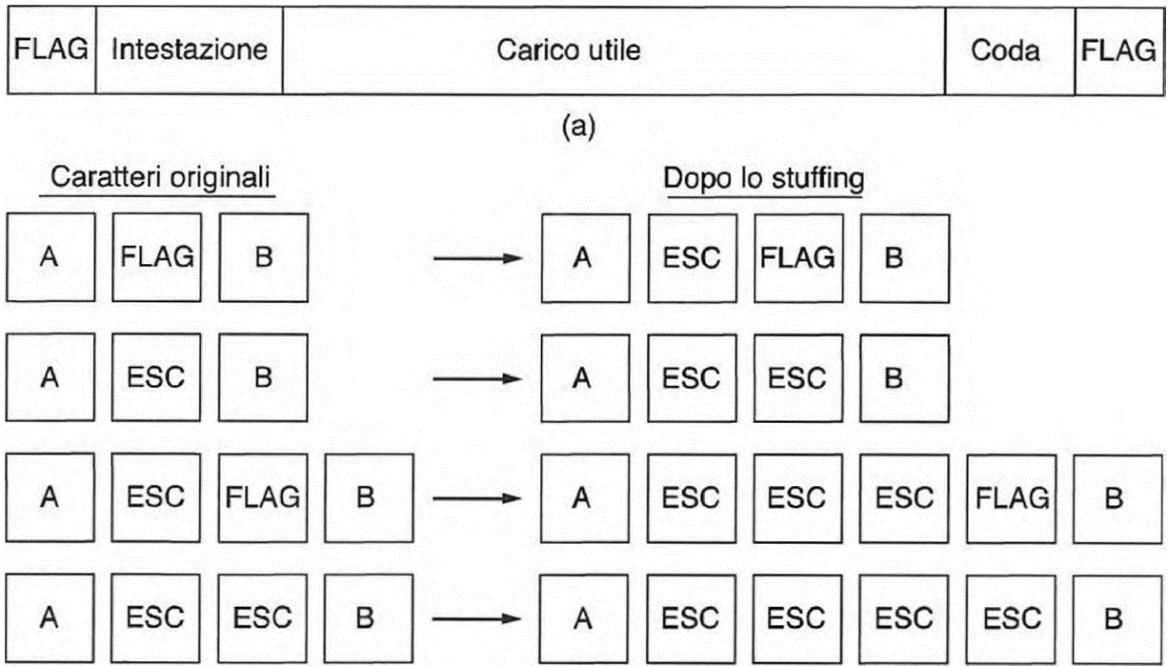 FLAG Intestazione Carico utile Coda FLAG
(a)
Caratteri originali Dopo lo stuffing
A FLAG B A ESC FLAG B
A ESC B A ESC ESC B
A ESC FLAG B A ESC ESC ESC FLAG B
A ESC ESC B A ESC ESC ESC ESC B